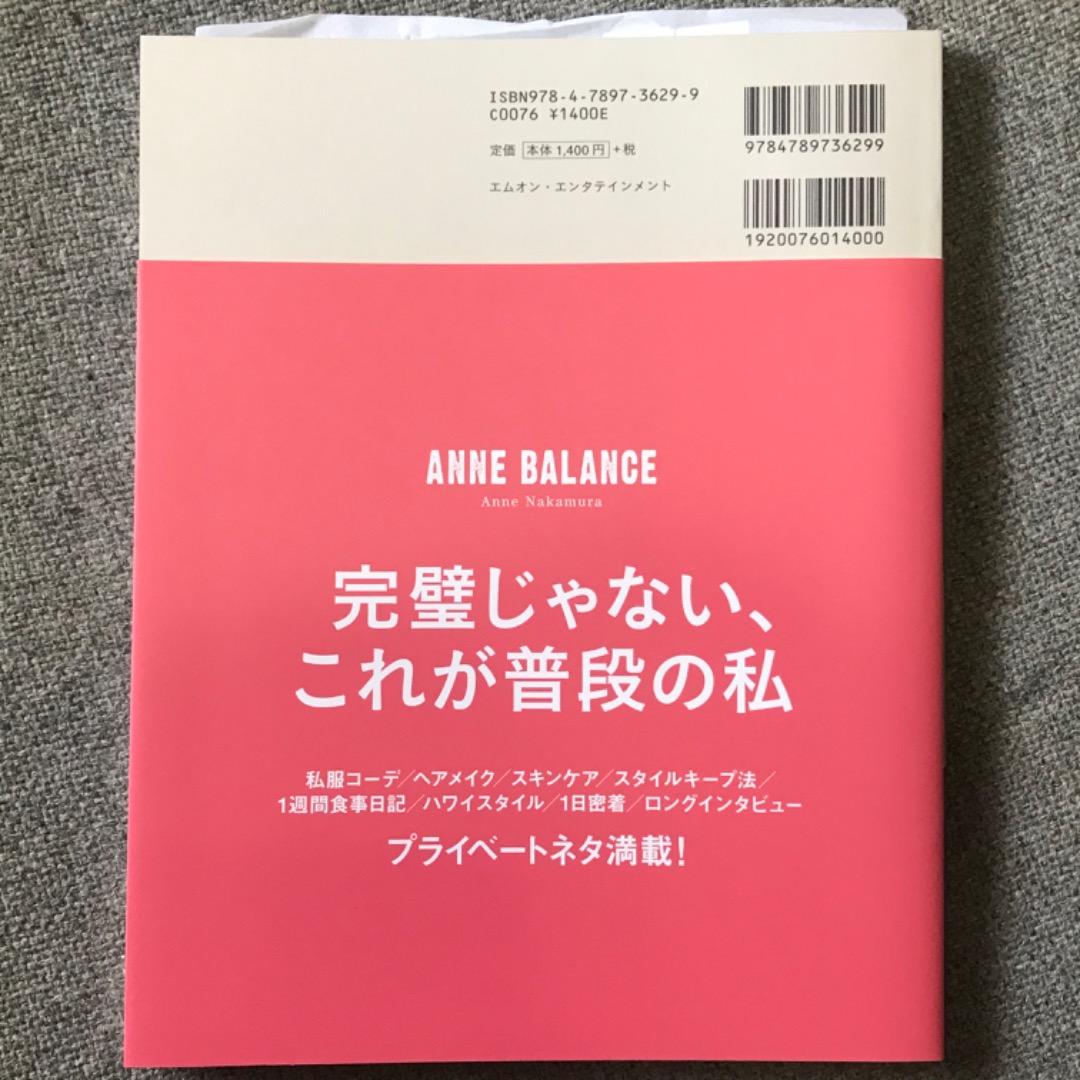 ISBN978-4-7897-3629-9
C0076 ¥1400E
定価 本体1,400円 +税
エムオン・エンタテインメント
9784789736299
1920076014000
ANNE BALANCE
Anne Nakamura
完璧じゃない、
これが普段の私
私服コーデ/ヘアメイク/スキンケア/スタイルキープ法/
1週間食事日記/ハワイスタイル/1日密着/ロングインタビュー
プライベートネタ満載!